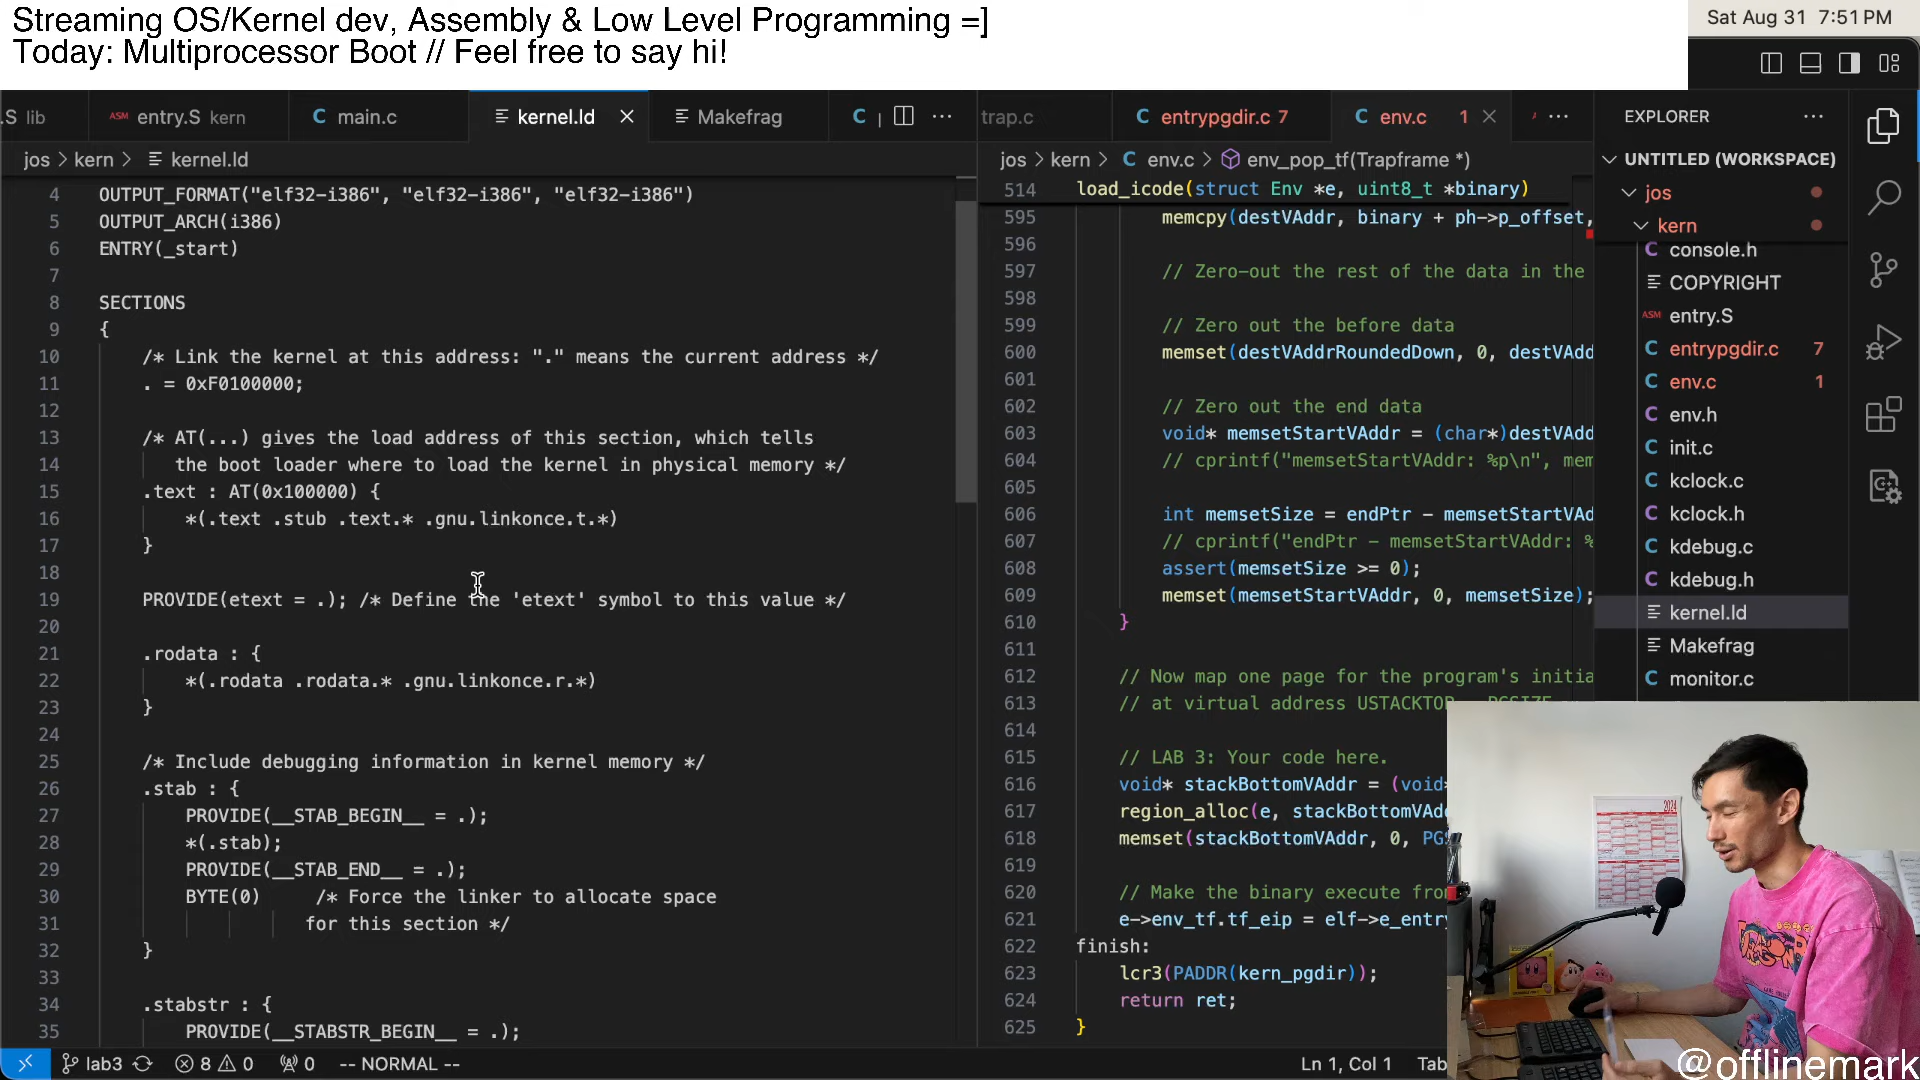 Streaming OS/Kernel dev, Assembly & Low Level Programming =]
Today: Multiprocessor Boot // Feel free to say hi!
Sat Aug 31 7:51 PM
.S lib
ASM entry.S kern
C main.c
kernel.ld
Makefrag
C
jos > kern > kernel.ld
4 OUTPUT_FORMAT("elf32-i386", "elf32-i386", "elf32-i386")
5 OUTPUT_ARCH(i386)
6 ENTRY(_start)
7
8 SECTIONS
9 {
10 /* Link the kernel at this address: "." means the current address */
11 . = 0xF0100000;
12
13 /* AT(...) gives the load address of this section, which tells
14 the boot loader where to load the kernel in physical memory */
15 .text : AT(0x100000) {
16 *(.text .stub .text.* .gnu.linkonce.t.*)
17 }
18
19 PROVIDE(etext = .); /* Define the 'etext' symbol to this value */
20
21 .rodata : {
22 *(.rodata .rodata.* .gnu.linkonce.r.*)
23 }
24
25 /* Include debugging information in kernel memory */
26 .stab : {
27 PROVIDE(__STAB_BEGIN__ = .);
28 *(.stab);
29 PROVIDE(__STAB_END__ = .);
30 BYTE(0) /* Force the linker to allocate space
31 for this section */
32 }
33
34 .stabstr : {
35 PROVIDE(__STABSTR_BEGIN__ = .);
trap.c
C entrypgdir.c 7
C env.c 1
jos > kern > C env.c > env_pop_tf(Trapframe *)
514 load_icode(struct Env *e, uint8_t *binary)
595 memcpy(destVAddr, binary + ph->p_offset,
596
597 // Zero-out the rest of the data in the
598
599 // Zero out the before data
600 memset(destVAddrRoundedDown, 0, destVAdd
601
602 // Zero out the end data
603 void* memsetStartVAddr = (char*)destVAdd
604 // cprintf("memsetStartVAddr: %p\n", mem
605
606 int memsetSize = endPtr - memsetStartVAd
607 // cprintf("endPtr - memsetStartVAddr: %
608 assert(memsetSize >= 0);
609 memset(memsetStartVAddr, 0, memsetSize);
610 }
611
612 // Now map one page for the program's initia
613 // at virtual address USTACKTOP - PGSIZE
614
615 // LAB 3: Your code here.
616 void* stackBottomVAddr = (void
617 region_alloc(e, stackBottomVAd
618 memset(stackBottomVAddr, 0, PG
619
620 // Make the binary execute fro
621 e->env_tf.tf_eip = elf->e_entry
622 finish:
623 lcr3(PADDR(kern_pgdir));
624 return ret;
625 }
EXPLORER
UNTITLED (WORKSPACE)
jos
kern
C console.h
COPYRIGHT
ASM entry.S
C entrypgdir.c 7
C env.c 1
C env.h
C init.c
C kclock.c
C kclock.h
C kdebug.c
C kdebug.h
kernel.ld
Makefrag
C monitor.c
2024
lab3 8 0 0 -- NORMAL --
Ln 1, Col 1 Tab
@offlinemark